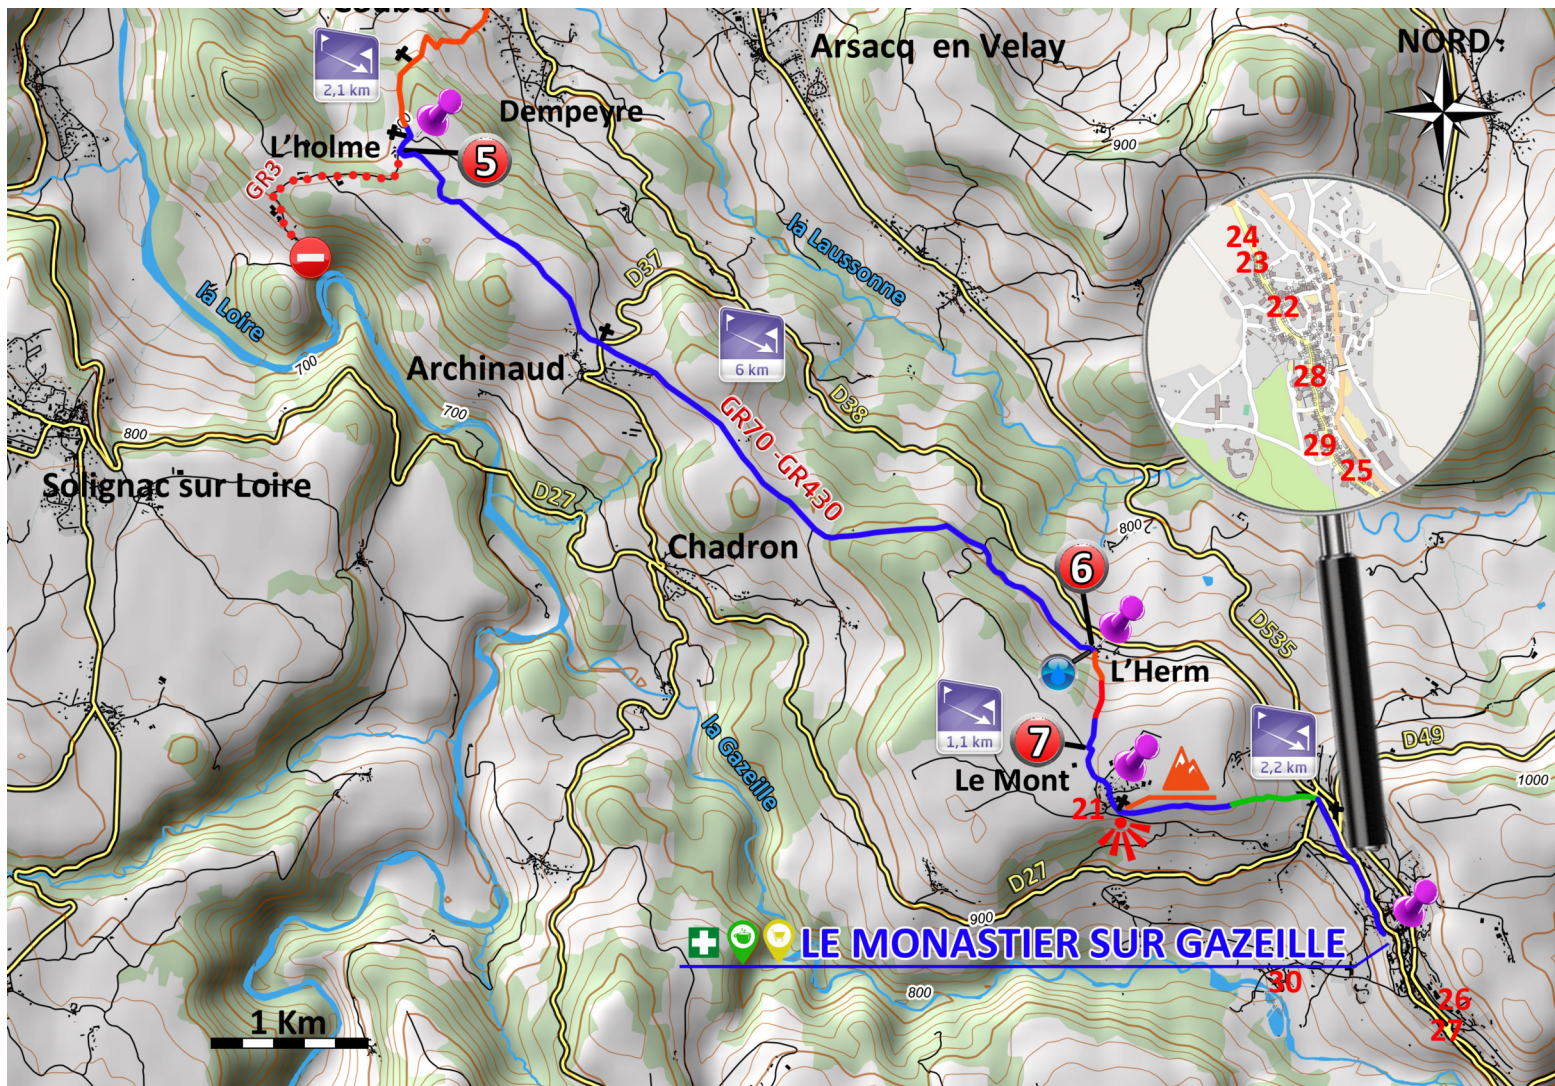 Coubon
Arsacq en Velay
NORD
2,1 km
Dempeyre
900
L'holme
5
GR3
24
23
la Laussonne
22
D37
la Loire
700
Archinaud
6 km
28
D38
700
GR70 -GR430
800
29
25
Solignac sur Loire
D27
800
Chadron
6
D535
L'Herm
1,1 km
7
2,2 km
D49
la Gazeille
Le Mont
1000
21
D27
900
LE MONASTIER SUR GAZEILLE
30
800
26
1 Km
27